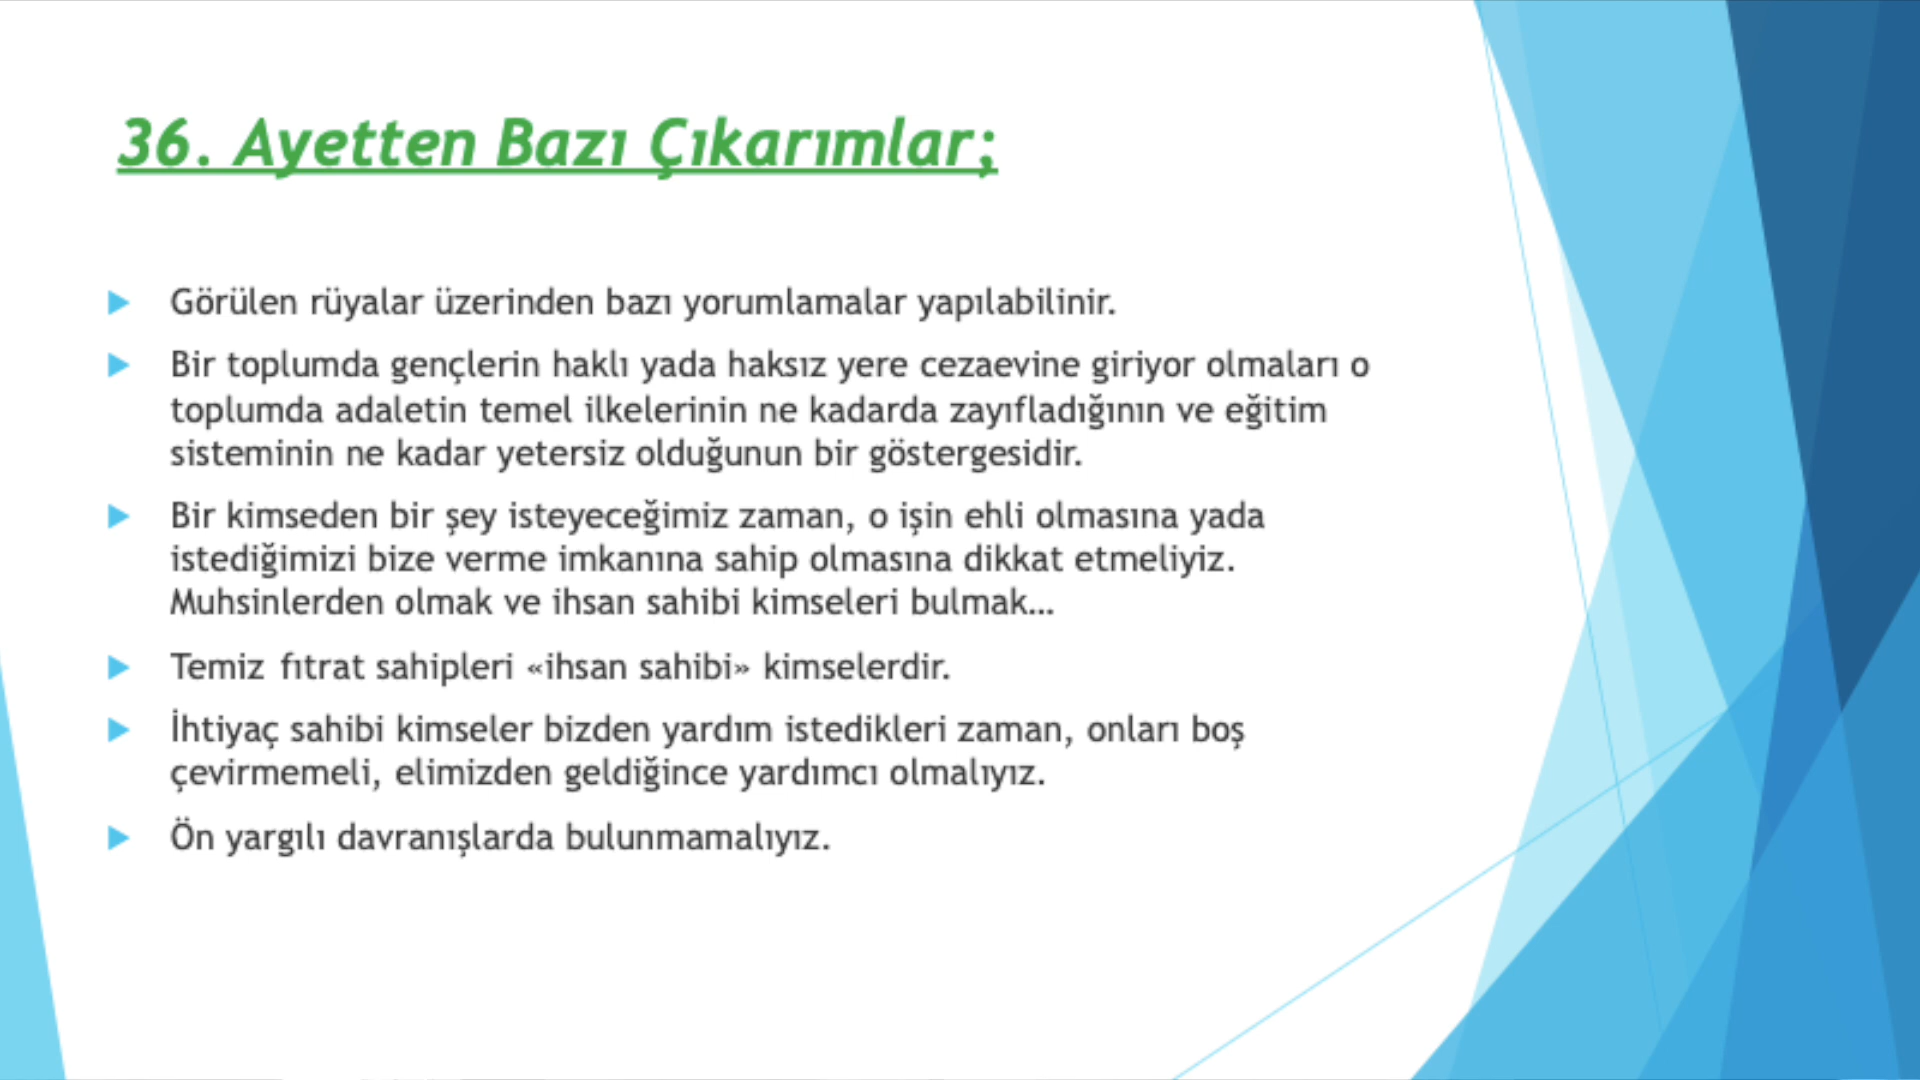 36. Ayetten Bazı Çıkarımlar;
Görülen rüyalar üzerinden bazı yorumlamalar yapılabilinir.
Bir toplumda gençlerin haklı yada haksız yere cezaevine giriyor olmaları o
toplumda adaletin temel ilkelerinin ne kadarda zayıfladığının ve eğitim
sisteminin ne kadar yetersiz olduğunun bir göstergesidir.
Bir kimseden bir şey isteyeceğimiz zaman, o işin ehli olmasına yada
istediğimizi bize verme imkanına sahip olmasına dikkat etmeliyiz.
Muhsinlerden olmak ve ihsan sahibi kimseleri bulmak…
Temiz fıtrat sahipleri «ihsan sahibi» kimselerdir.
İhtiyaç sahibi kimseler bizden yardım istedikleri zaman, onları boş
çevirmemeli, elimizden geldiğince yardımcı olmalıyız.
Ön yargılı davranışlarda bulunmamalıyız.